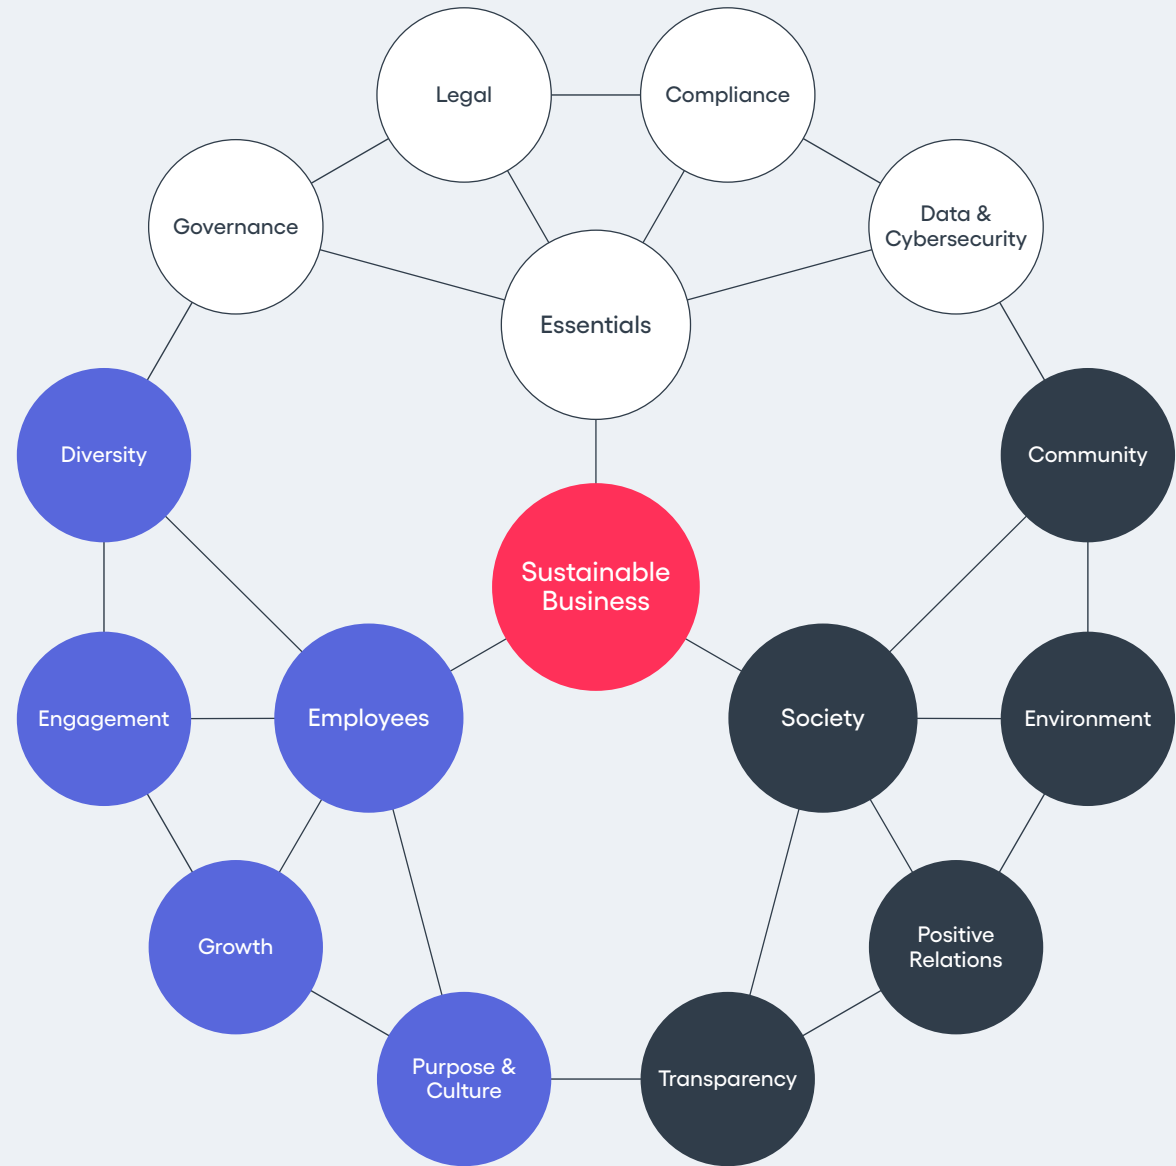 Legal
Compliance
Governance
Data &
Cybersecurity
Essentials
Diversity
Community
Sustainable
Business
Engagement
Employees
Society
Environment
Growth
Positive
Relations
Purpose &
Culture
Transparency